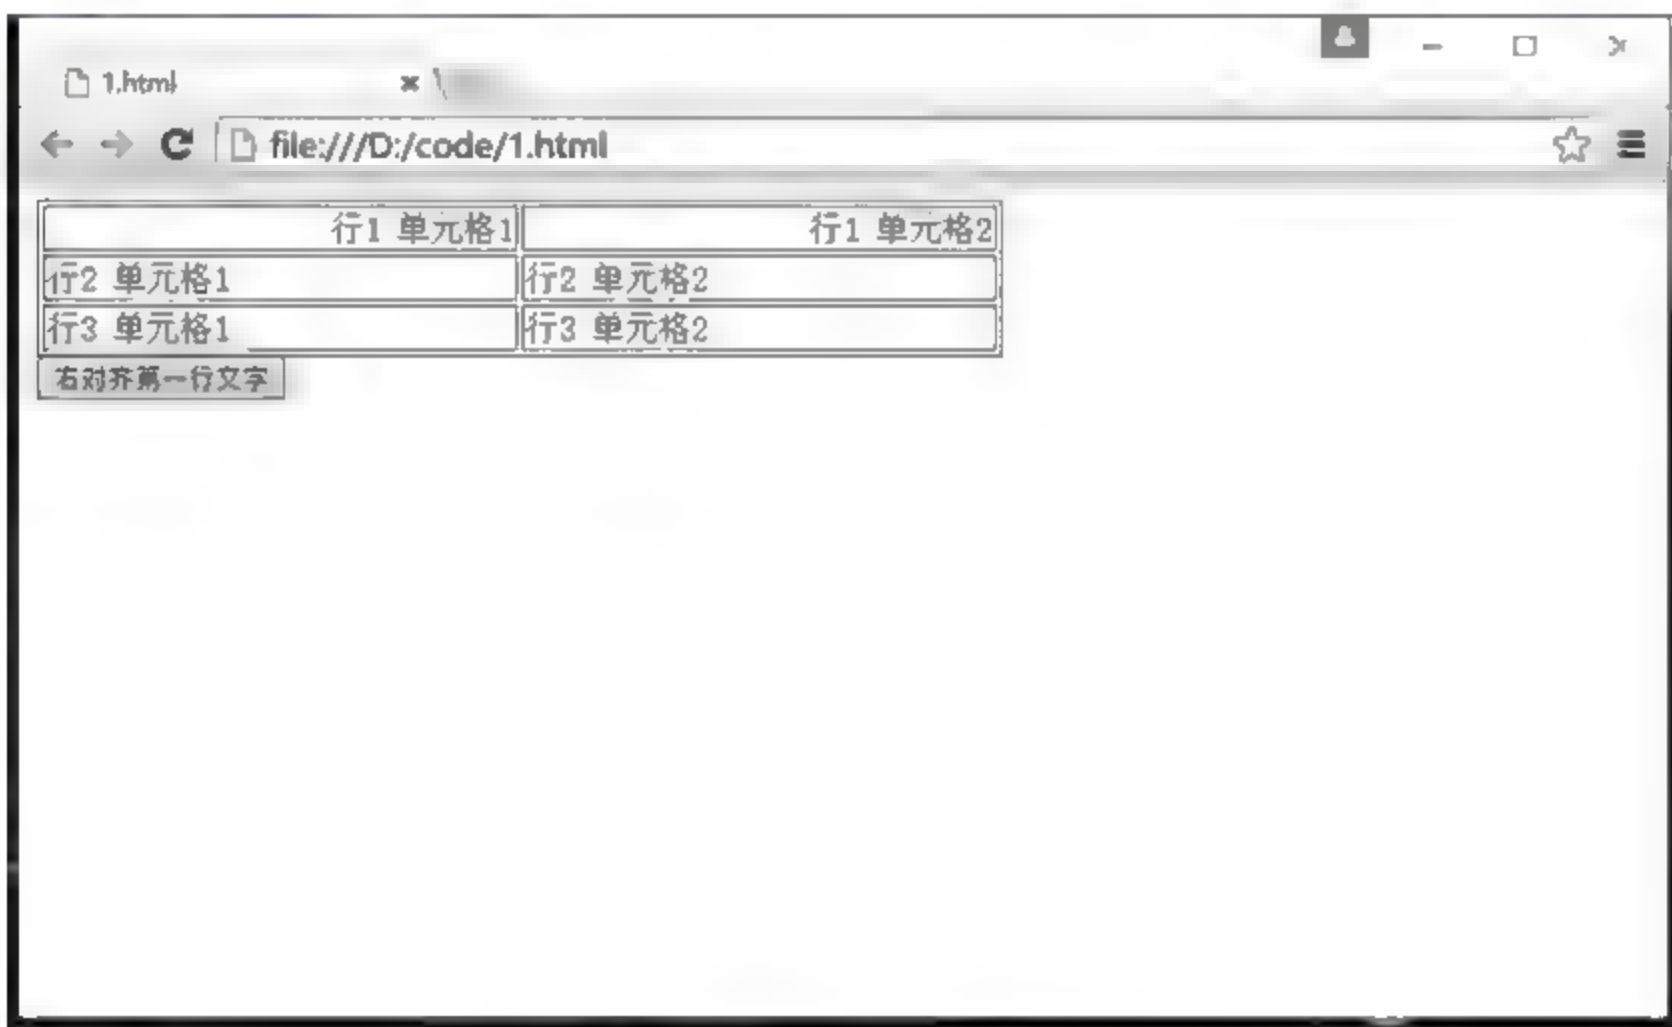 1.html
file:///D:/code/1.html
行1 单元格1 行1 单元格2
行2 单元格1 行2 单元格2
行3 单元格1 行3 单元格2
右对齐第一行文字